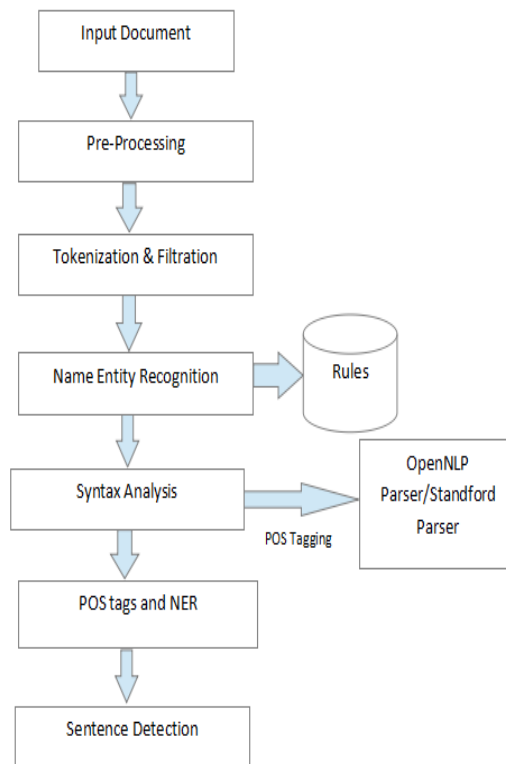 Input Document
Pre-Processing
Tokenization & Filtration
Name Entity Recognition
Rules
Syntax Analysis
POS Tagging
OpenNLP
Parser/Standford
Parser
POS tags and NER
Sentence Detection